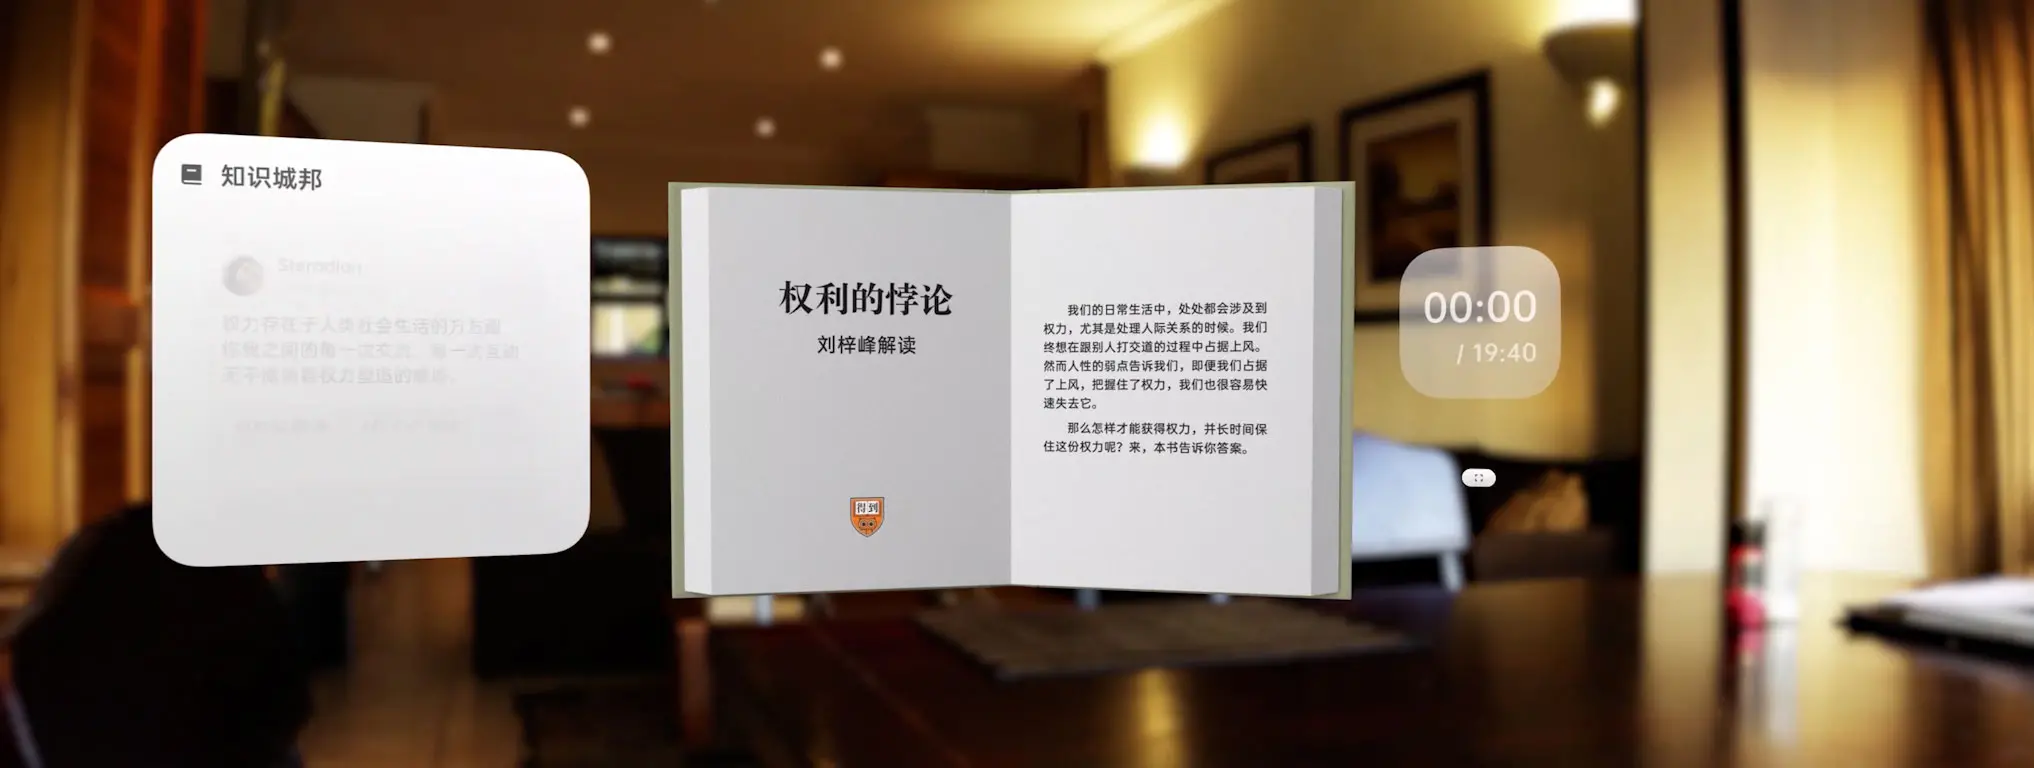 知识城邦
权利的悖论
刘梓峰解读
得到
我们的日常生活中，处处都会涉及到
权力，尤其是处理人际关系的时候。我们
终想在跟别人打交道的过程中占据上风。
然而人性的弱点告诉我们，即便我们占据
了上风，把握住了权力，我们也很容易快
速失去它。
那么怎样才能获得权力，并长时间保
住这份权力呢？来，本书告诉你答案。
00:00
/ 19:40